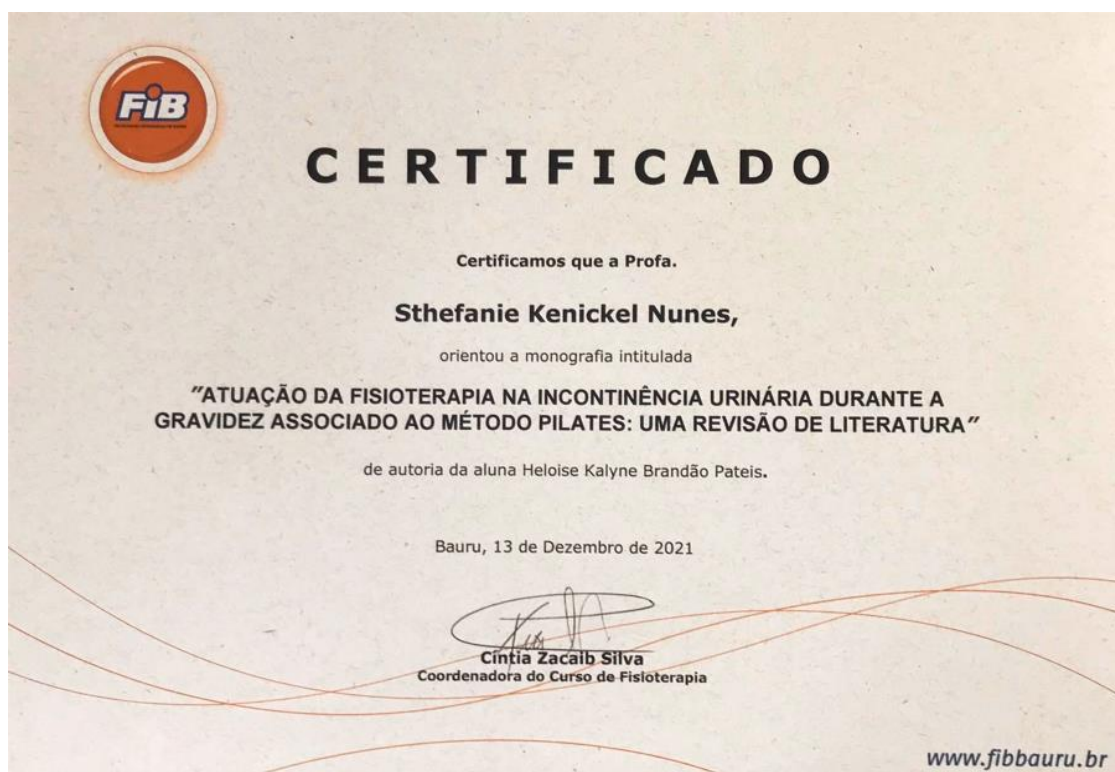 FiB
CERTIFICADO
Certificamos que a Profa.
Sthefanie Kenickel Nunes,
orientou a monografia intitulada
"ATUAÇÃO DA FISIOTERAPIA NA INCONTINÊNCIA URINÁRIA DURANTE A
GRAVIDEZ ASSOCIADO AO MÉTODO PILATES: UMA REVISÃO DE LITERATURA"
de autoria da aluna Heloise Kalyne Brandão Pateis.
Bauru, 13 de Dezembro de 2021
Cintia Zacaib Silva
Coordenadora do Curso de Fisioterapia
www.fibbauru.br